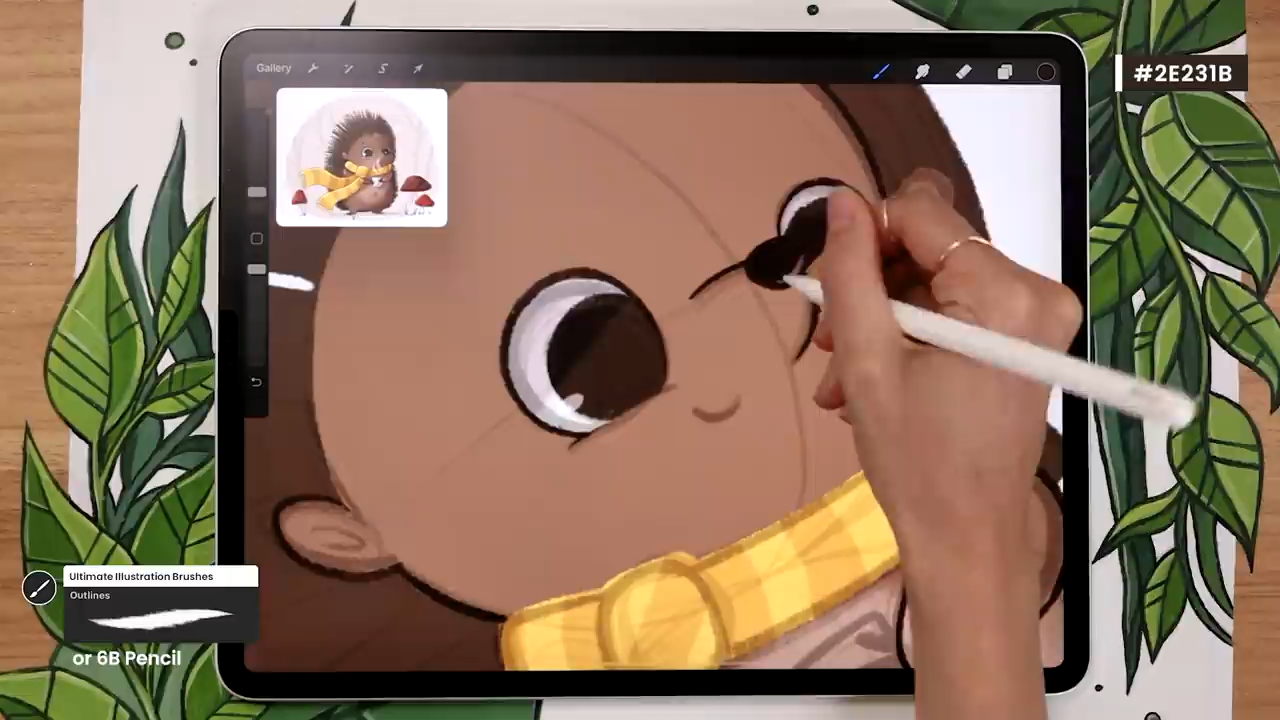 Gallery
#2E231B
Ultimate Illustration Brushes
Outlines
or 6B Pencil